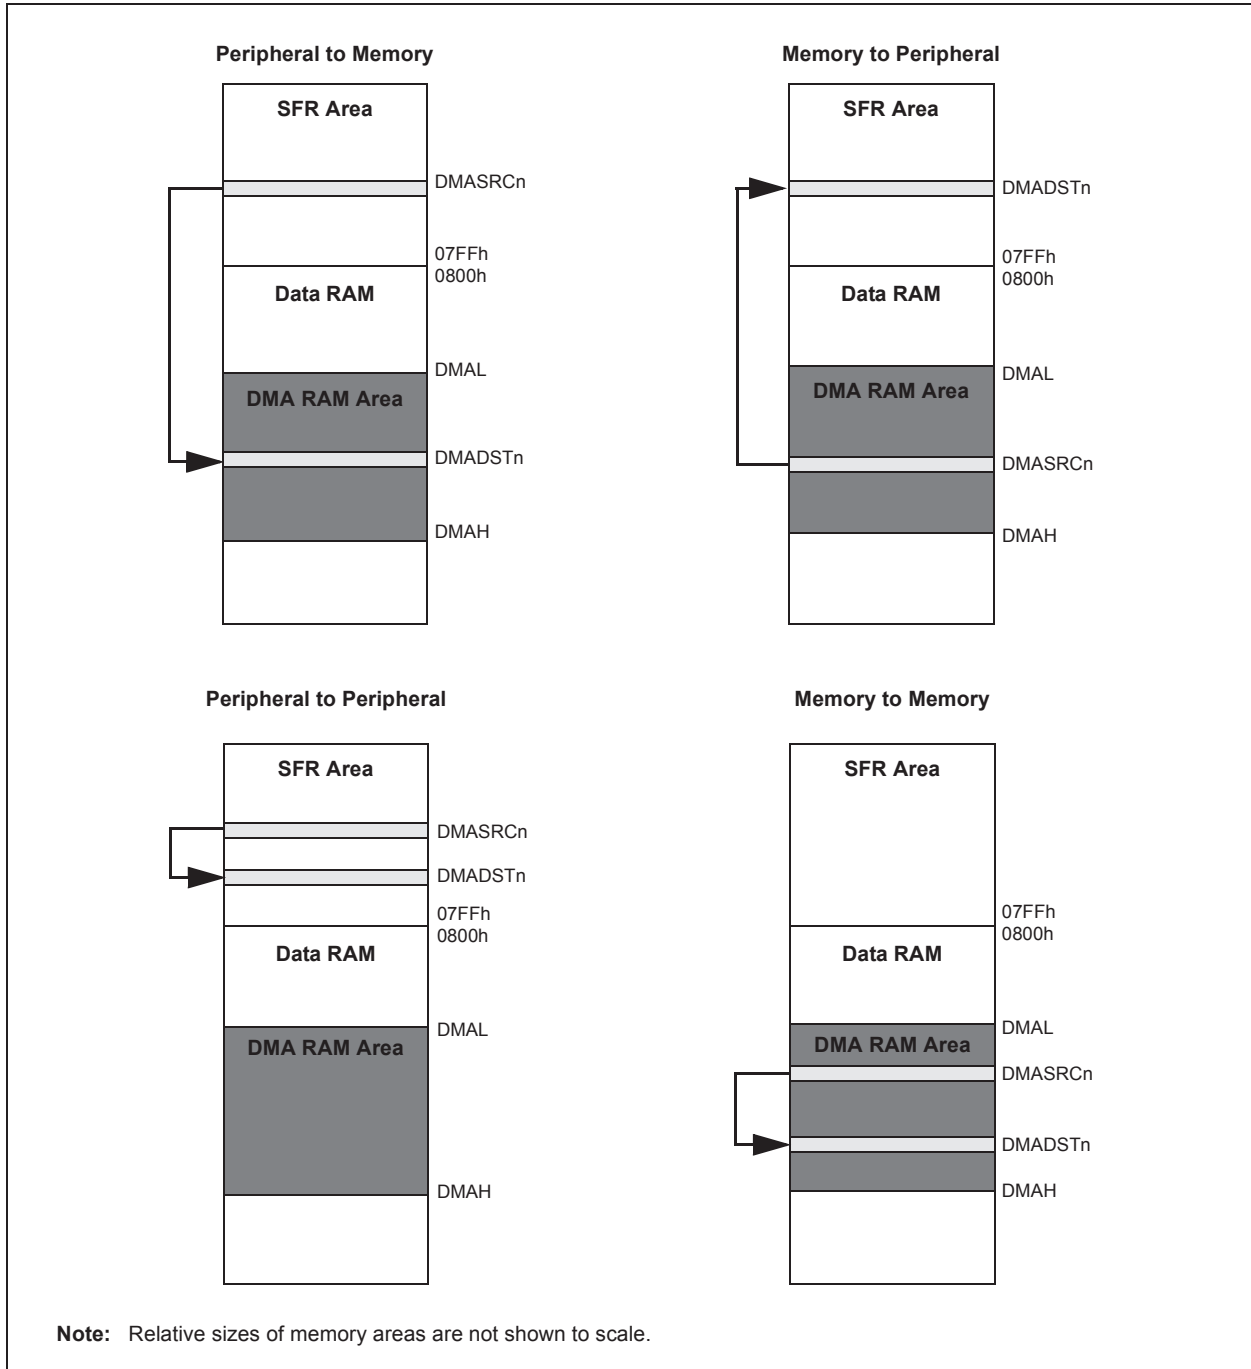 Peripheral to Memory
SFR Area
DMASRCn
07FFh
0800h
Data RAM
DMAL
DMA RAM Area
DMADSTn
DMAH
Memory to Peripheral
SFR Area
DMADSTn
07FFh
0800h
Data RAM
DMAL
DMA RAM Area
DMASRCn
DMAH
Peripheral to Peripheral
SFR Area
DMASRCn
DMADSTn
07FFh
0800h
Data RAM
DMAL
DMA RAM Area
DMAH
Memory to Memory
SFR Area
07FFh
0800h
Data RAM
DMAL
DMA RAM Area
DMASRCn
DMADSTn
DMAH
Note: Relative sizes of memory areas are not shown to scale.